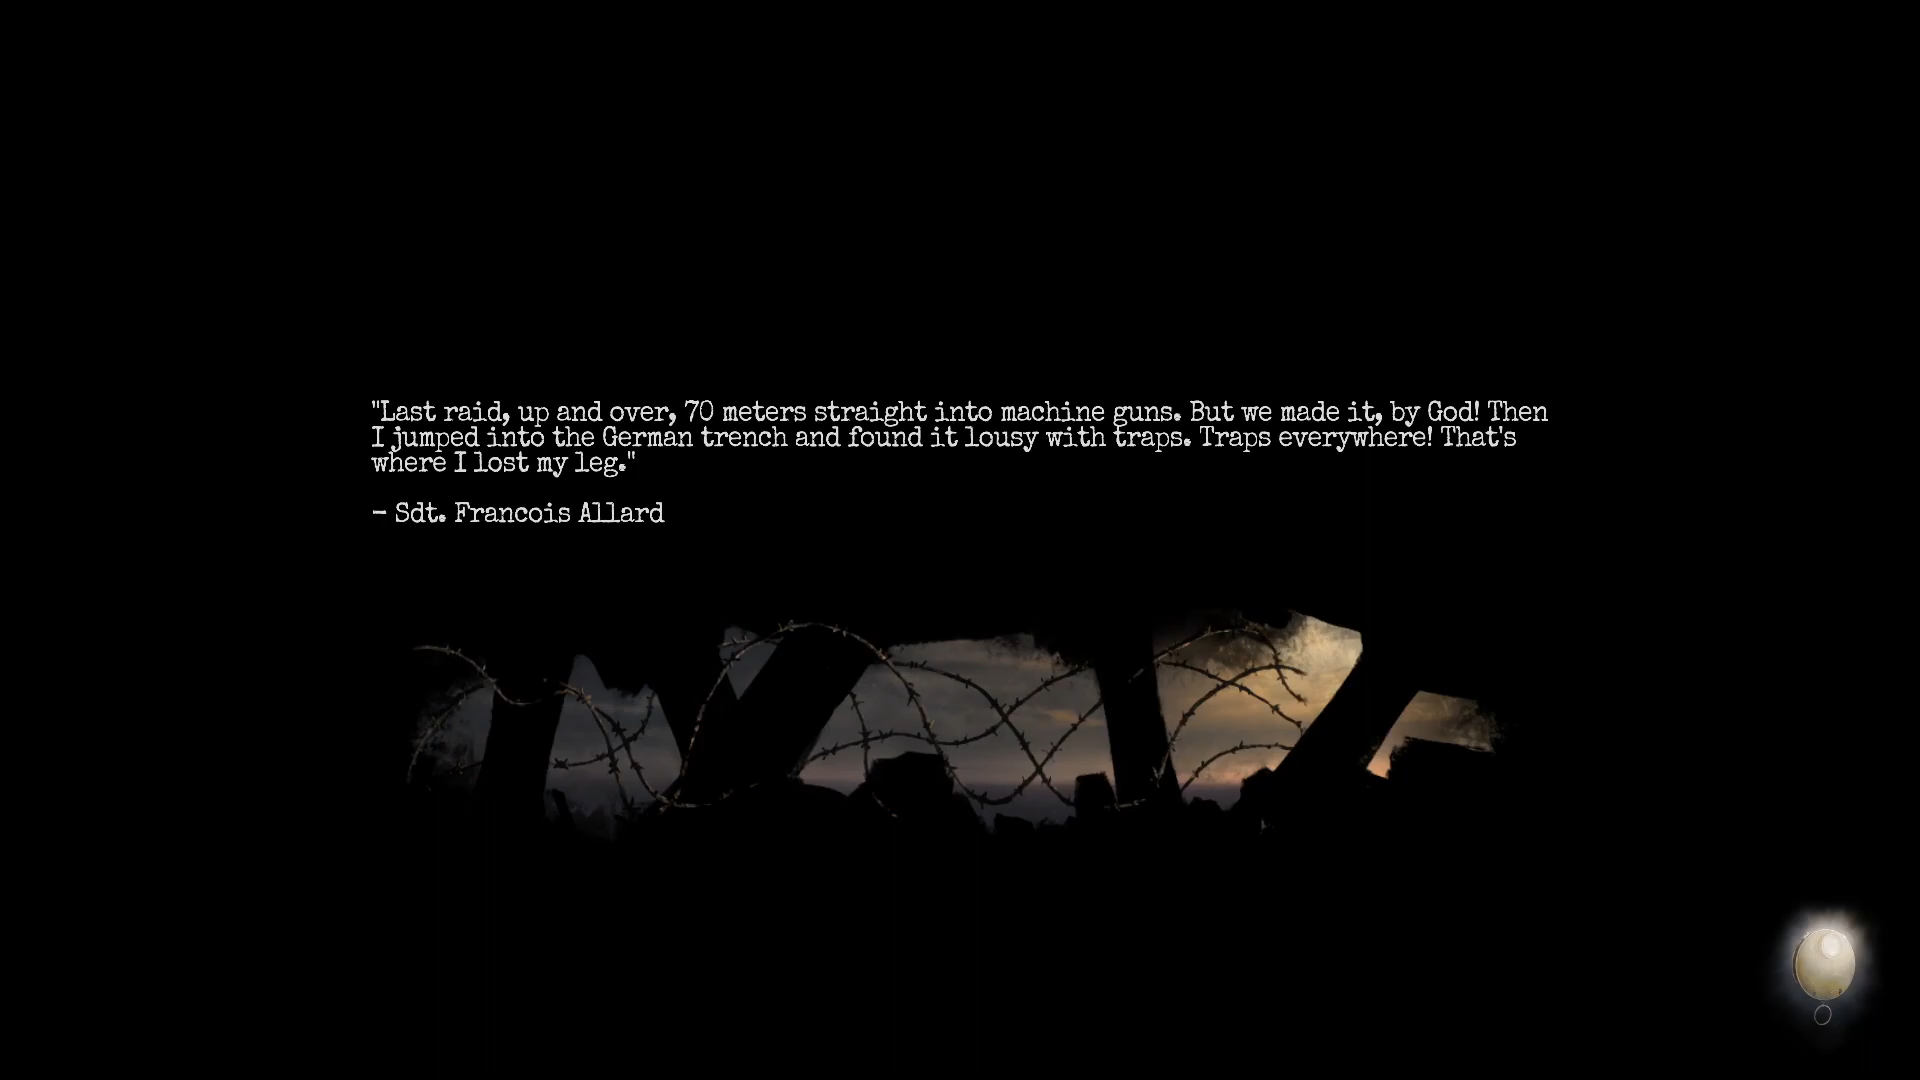 "Last raid, up and over, 70 meters straight into machine guns. But we made it, by God! Then
I jumped into the German trench and found it lousy with traps. Traps everywhere! That's
where I lost my leg."
- Sdt. Francois Allard